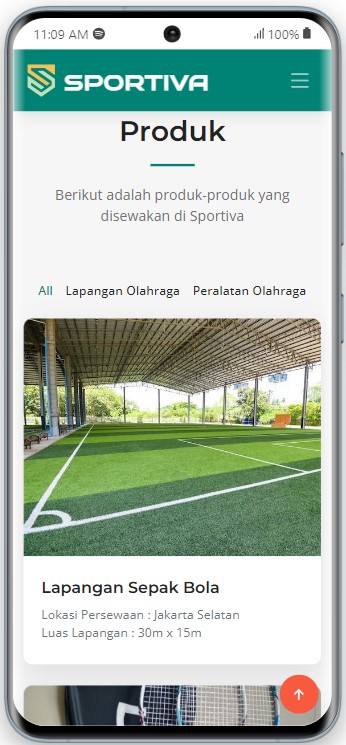 11:09 AM
100%
SPORTIVA
Produk
Berikut adalah produk-produk yang
disewakan di Sportiva
All Lapangan Olahraga Peralatan Olahraga
Lapangan Sepak Bola
Lokasi Persewaan : Jakarta Selatan
Luas Lapangan : 30m x 15m